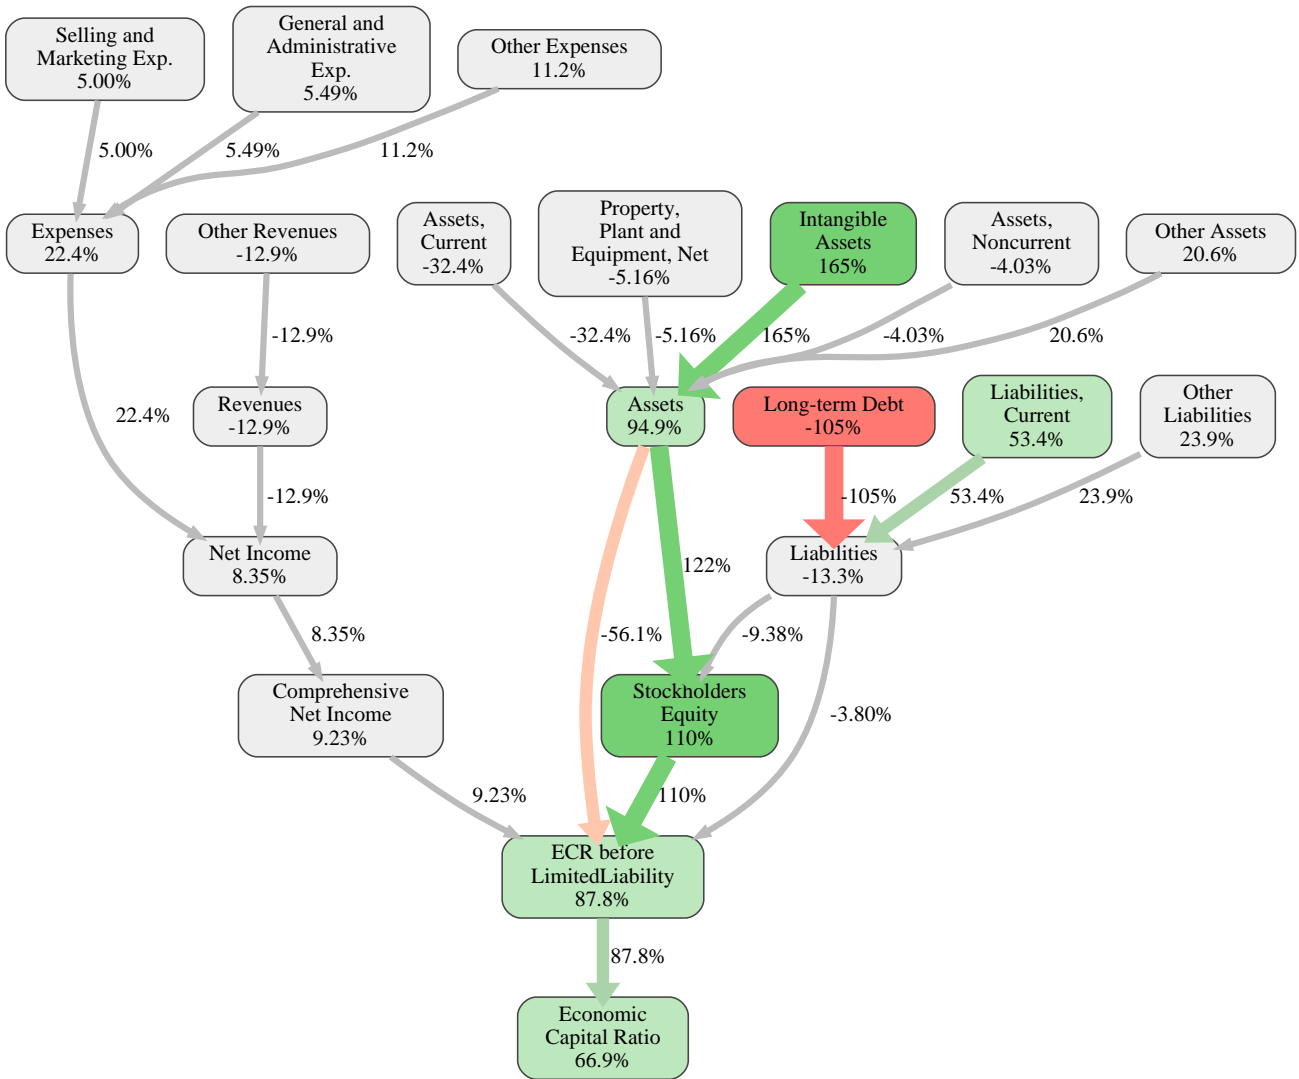 Selling and
Marketing Exp.
5.00%
General and
Administrative
Exp.
5.49%
Other Expenses
11.2%
5.00%
5.49%
11.2%
Expenses
22.4%
Other Revenues
-12.9%
Assets,
Current
-32.4%
Property,
Plant and
Equipment, Net
-5.16%
Intangible
Assets
165%
Assets,
Noncurrent
-4.03%
Other Assets
20.6%
-12.9%
-32.4%
-5.16%
165%
-4.03%
20.6%
22.4%
Revenues
-12.9%
Assets
94.9%
Long-term Debt
-105%
Liabilities,
Current
53.4%
Other
Liabilities
23.9%
-12.9%
-105%
53.4%
23.9%
Net Income
8.35%
122%
Liabilities
-13.3%
8.35%
-56.1%
-9.38%
Comprehensive
Net Income
9.23%
Stockholders
Equity
110%
-3.80%
9.23%
110%
ECR before
LimitedLiability
87.8%
87.8%
Economic
Capital Ratio
66.9%